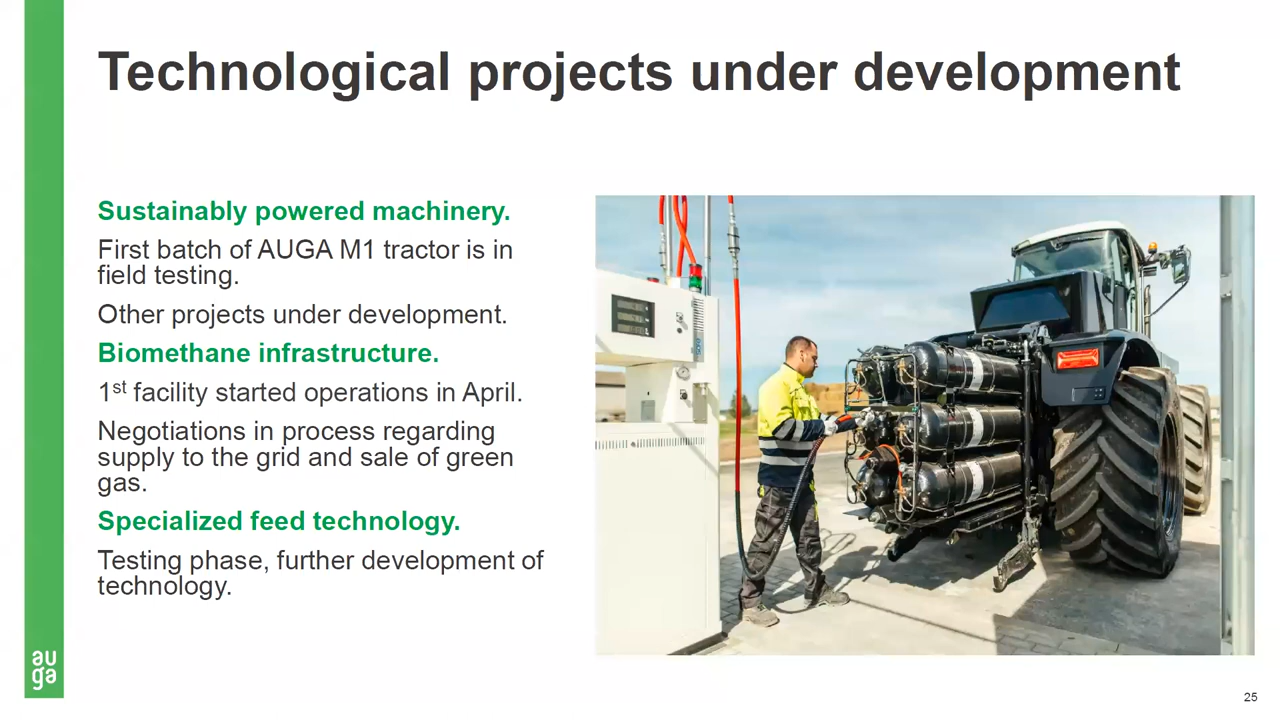 Technological projects under development
Sustainably powered machinery.
First batch of AUGA M1 tractor is in
field testing.
Other projects under development.
Biomethane infrastructure.
1st facility started operations in April.
Negotiations in process regarding
supply to the grid and sale of green
gas.
Specialized feed technology.
Testing phase, further development of
technology.
au
ga
25